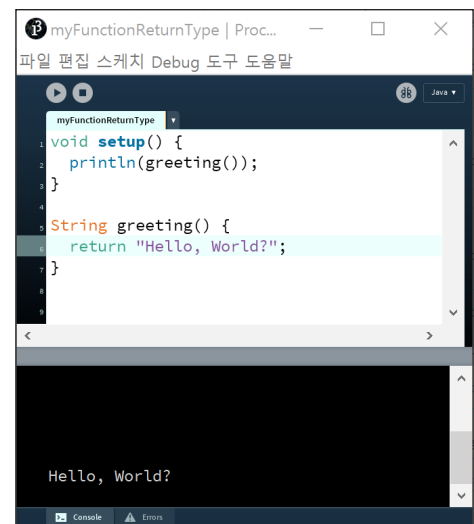 myFunctionReturnType | Proc...
파일 편집 스케치 Debug 도구 도움말
Java ▾
myFunctionReturnType ▾
1 void setup() {
2   println(greeting());
3 }
4
5 String greeting() {
6   return "Hello, World?";
7 }
8
9
Hello, World?
Console Errors